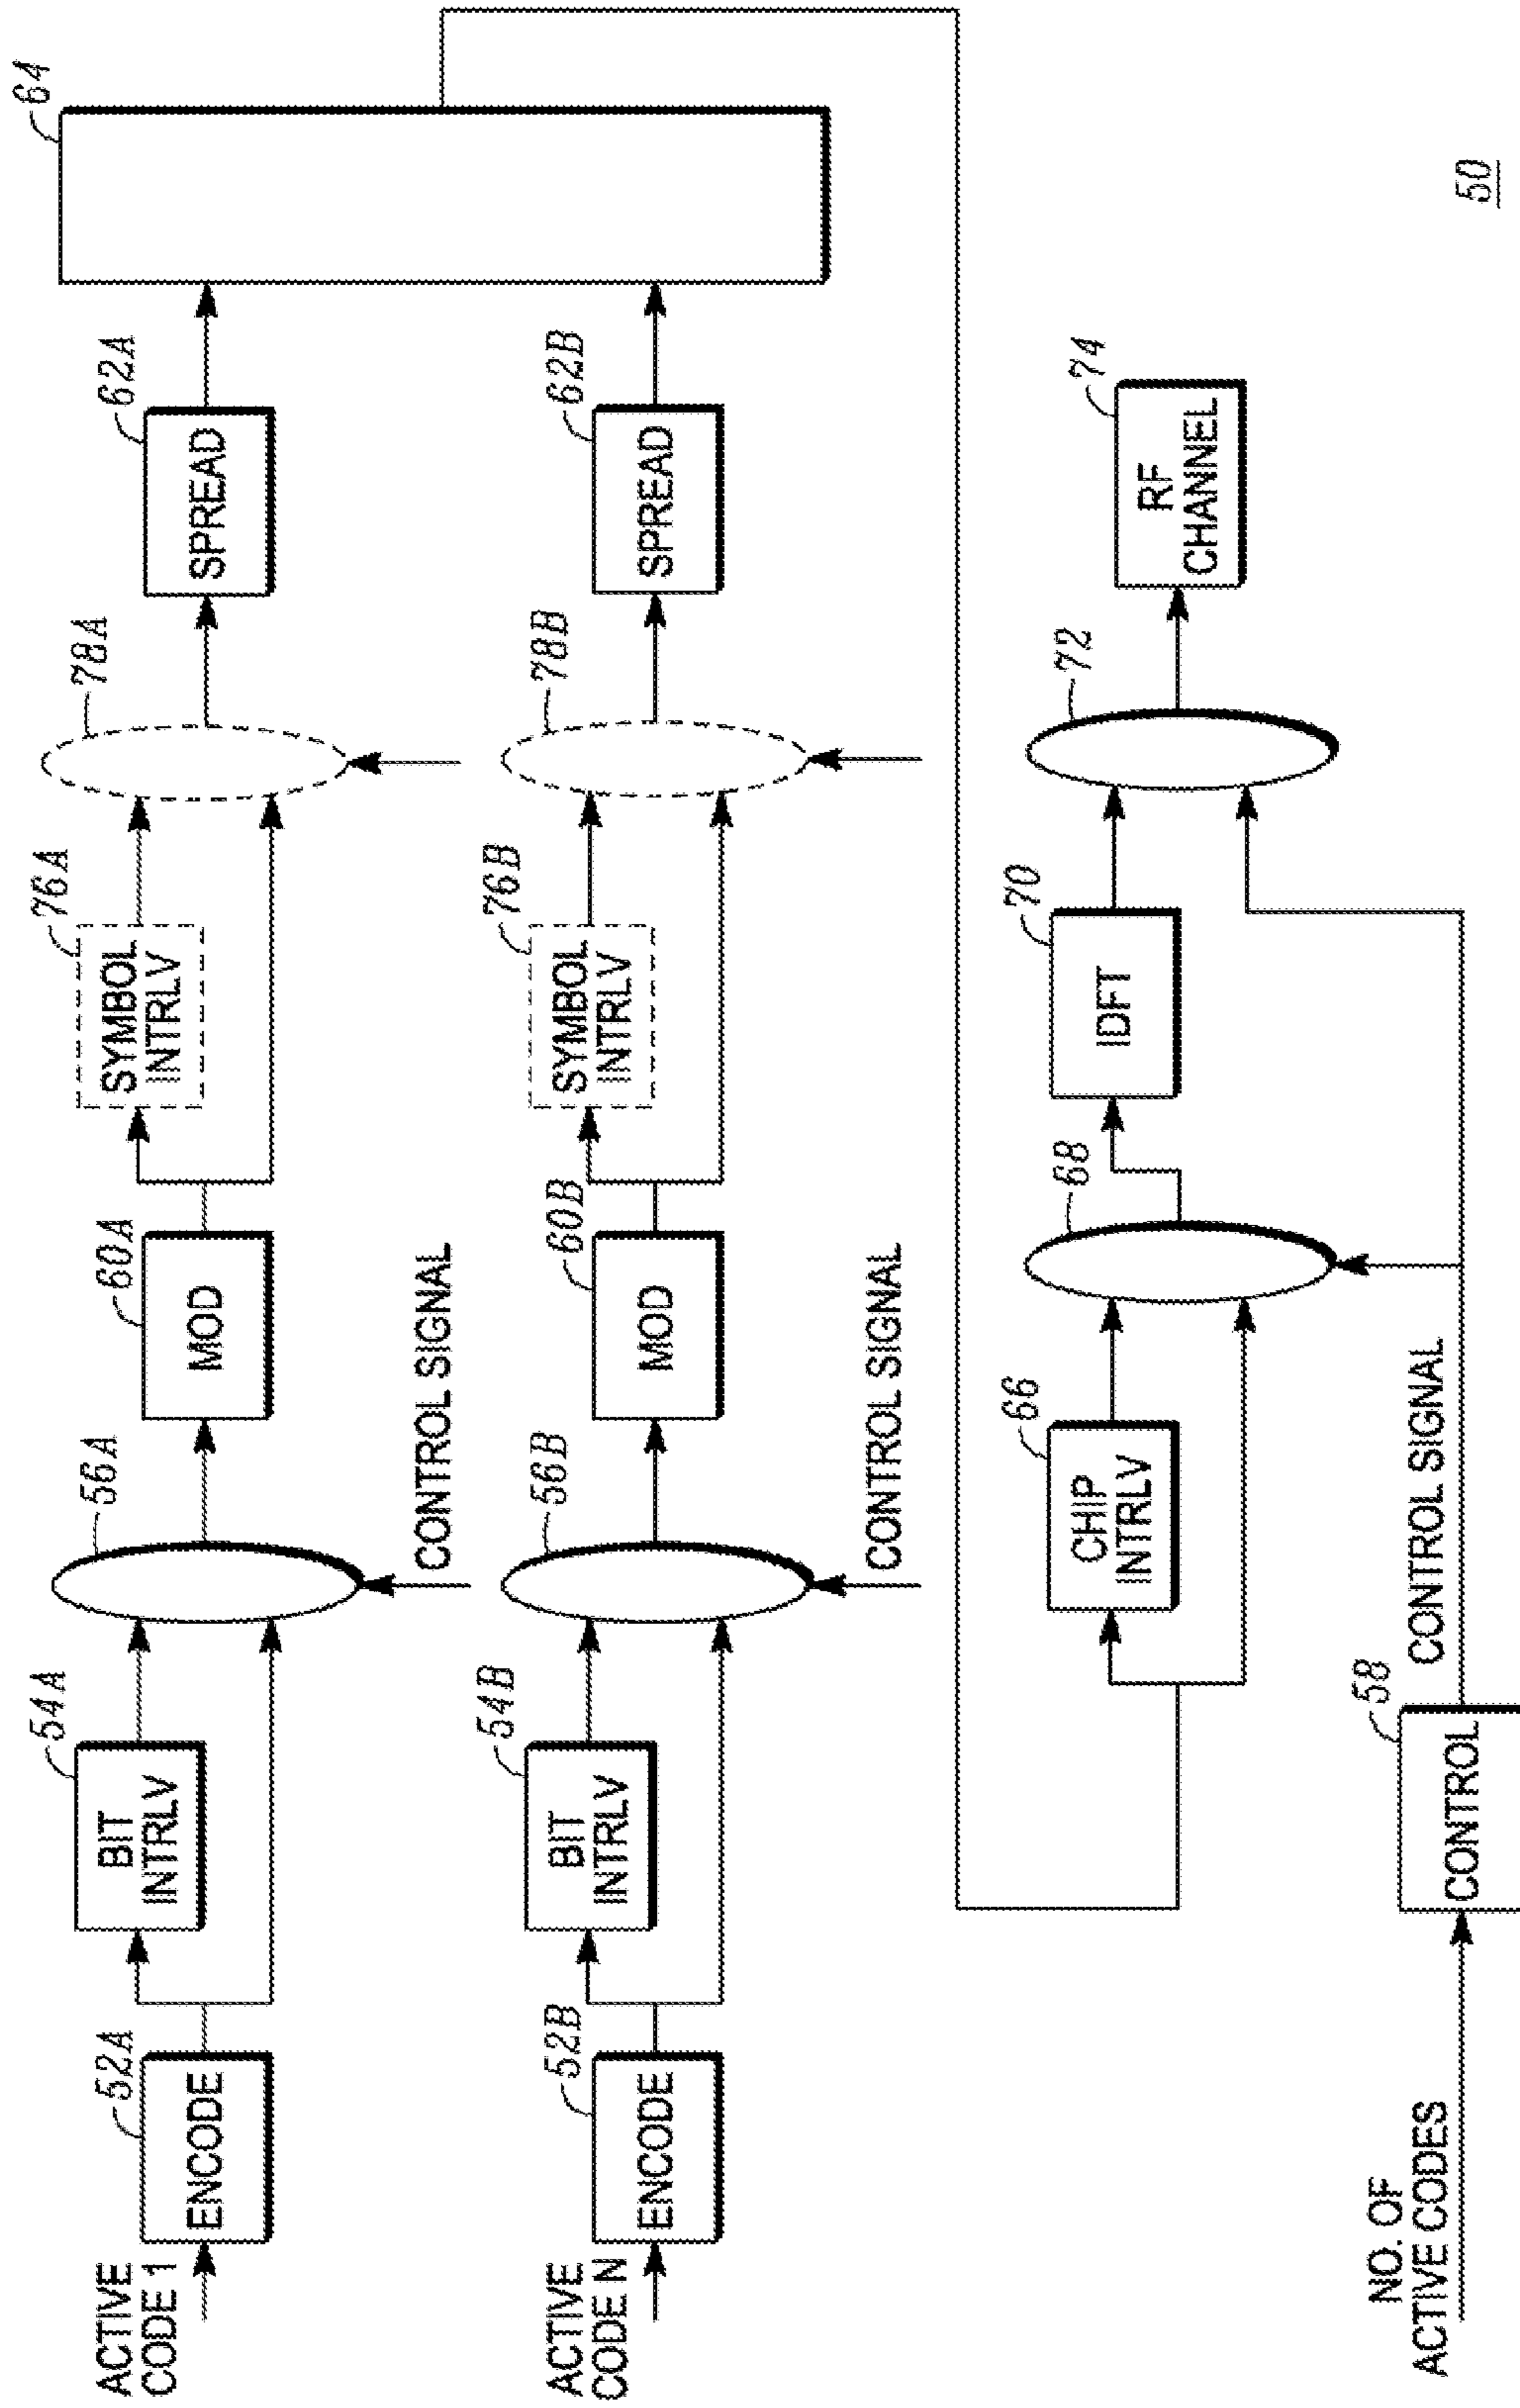 ACTIVE
CODE 1
ENCODE
52A
BIT
INTRLV
54A
56A
CONTROL SIGNAL
MOD
60A
SYMBOL
INTRLV
76A
78A
SPREAD
62A
64
ACTIVE
CODE N
ENCODE
52B
BIT
INTRLV
54B
56B
CONTROL SIGNAL
MOD
60B
SYMBOL
INTRLV
76B
78B
SPREAD
62B
CHIP
INTRLV
66
68
IDFT
70
72
RF
CHANNEL
74
NO. OF
ACTIVE CODES
CONTROL
58
CONTROL SIGNAL
50